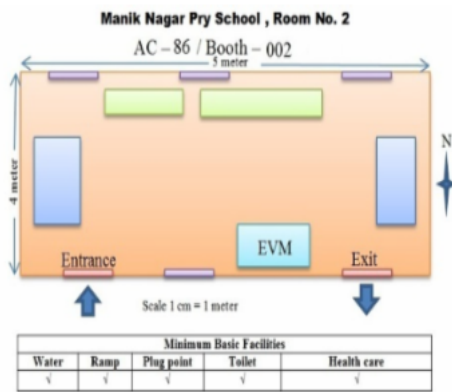 Manik Nagar Pry School , Room No. 2
AC – 86 / Booth – 002
5 meter
4 meter
N
EVM
Entrance
Exit
Scale 1 cm = 1 meter
Minimum Basic Facilities
Water Ramp Plug point Toilet Health care
√ √ √ √ √